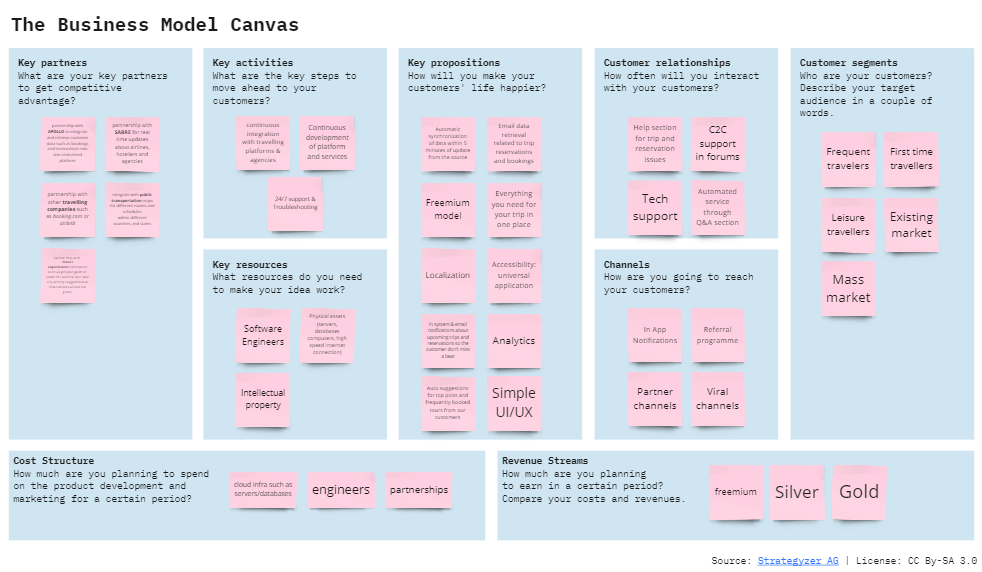 The Business Model Canvas
Key partners
What are your key partners
to get competitive
advantage?
partnership with
APOLLO to integrate
and retrieve customer
data such as bookings
and reservations into
one centralized
platform
partnership with
SABRE for real
time updates
about airlines,
hoteliers and
agencies
partnership with
other travelling
companies such
as booking.com or
airbnb
integrate with public
transportation maps
for different routes and
schedules
within different
countries and states
Key activities
What are the key steps to
move ahead to your
customers?
continuous
integration
with travelling
platforms &
agencies
Continuous
development
of platform
and services
24/7 support &
Troubleshooting
Key resources
What resources do you need
to make your idea work?
Software
Engineers
Physical assets
(servers,
databases
computers, high
speed internet
connection)
Intellectual
property
Key propositions
How will you make your
customers' life happier?
Automatic
synchronization
of data within 5
minutes of update
from the source
Email data
retrieval
related to trip
reservations
and bookings
Freemium
model
Everything
you need for
your trip in
one place
Localization
Accessibility:
universal
application
In system & email
notifications about
upcoming trips and
reservations so the
customer don't miss
a beat
Analytics
Auto suggestions
for top picks and
frequently booked
tours from our
customers
Simple
UI/UX
Customer relationships
How often will you interact
with your customers?
Help section
for trip and
reservation
issues
C2C
support
in forums
Tech
support
Automated
service
through
Q&A section
Channels
How are you going to reach
your customers?
In App
Notifications
Referral
programme
Partner
channels
Viral
channels
Customer segments
Who are your customers?
Describe your target
audience in a couple of
words.
Frequent
travelers
First time
travellers
Leisure
travellers
Existing
market
Mass
market
Cost Structure
How much are you planning to spend
on the product development and
marketing for a certain period?
cloud infra such as
servers/databases
engineers
partnerships
Revenue Streams
How much are you planning
to earn in a certain period?
Compare your costs and revenues.
freemium
Silver
Gold
Source: Strategyzer AG | License: CC By-SA 3.0